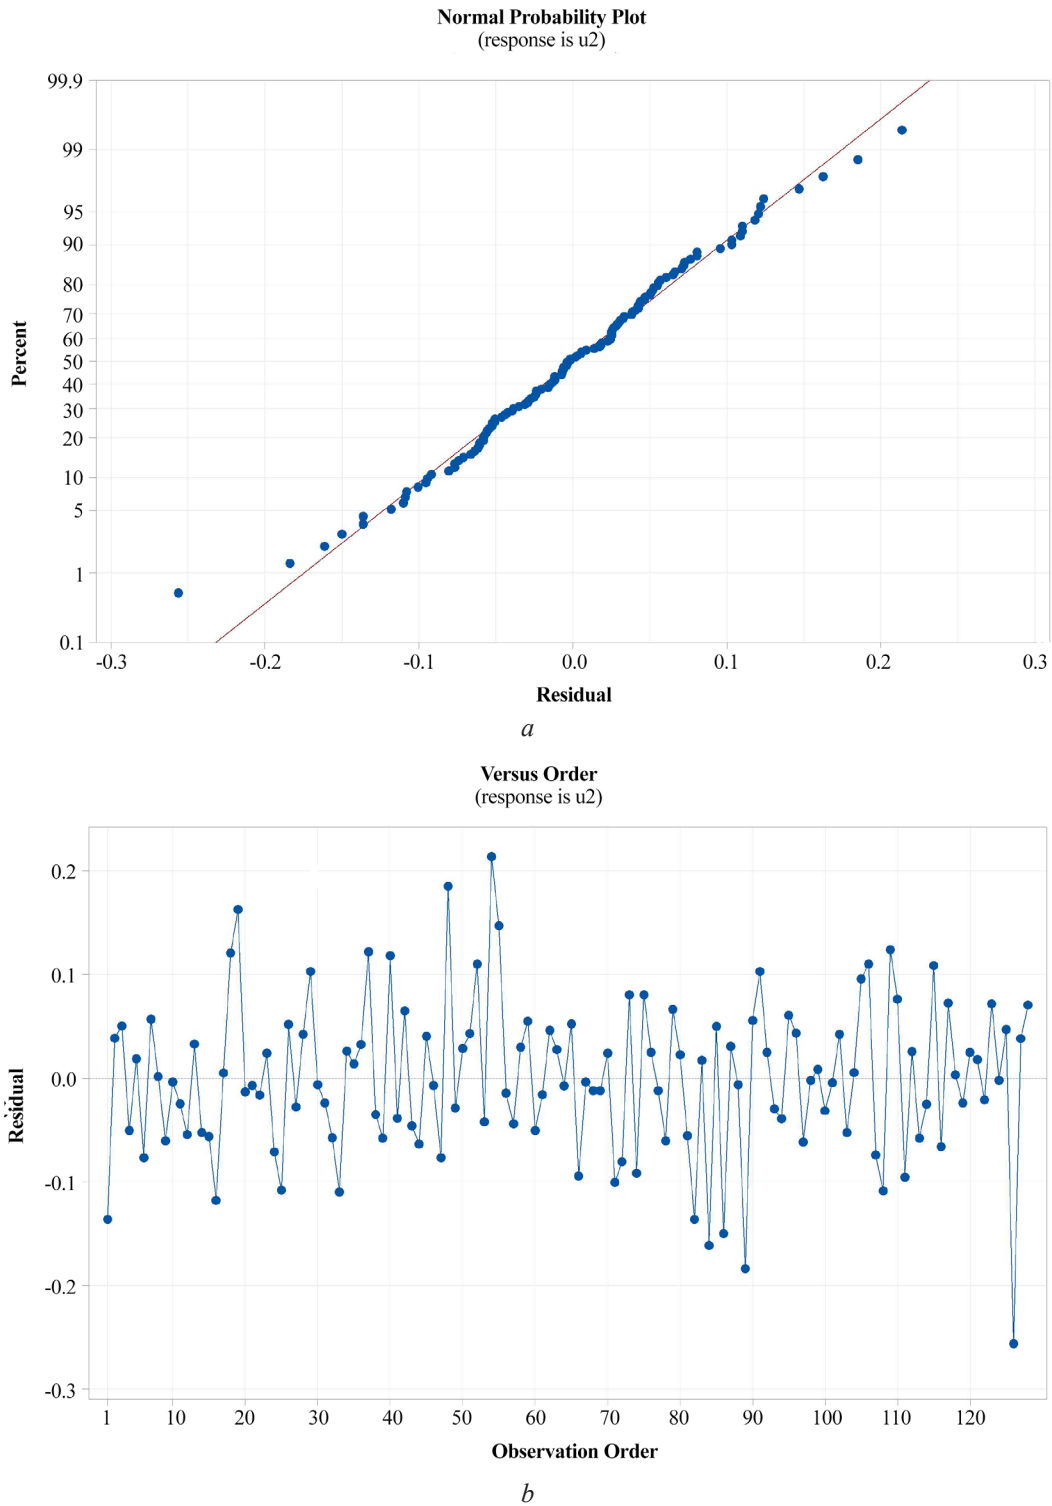 Normal Probability Plot
(response is u2)
99.9
99
95
90
80
70
60
50
40
30
20
10
5
1
0.1
Percent
-0.3 -0.2 -0.1 0.0 0.1 0.2 0.3
Residual
a
Versus Order
(response is u2)
0.2
0.1
0.0
-0.1
-0.2
-0.3
Residual
1 10 20 30 40 50 60 70 80 90 100 110 120
Observation Order
b